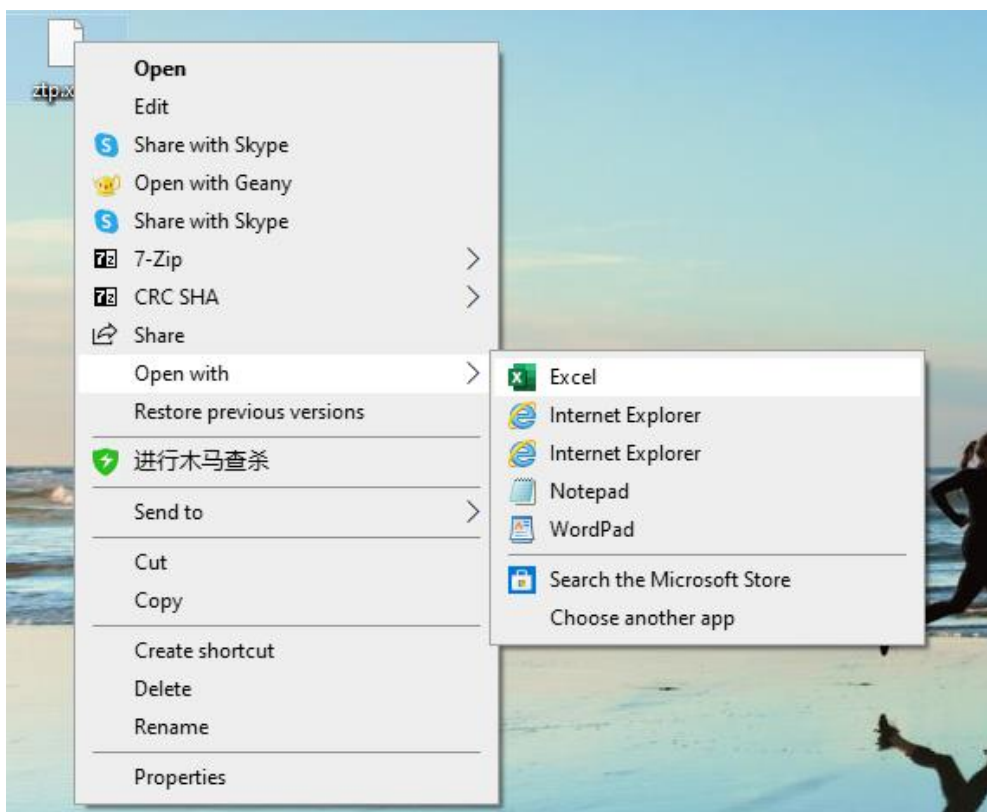 ztp.x
Open
Edit
Share with Skype
Open with Geany
Share with Skype
7-Zip
CRC SHA
Share
Open with
Restore previous versions
进行木马查杀
Send to
Cut
Copy
Create shortcut
Delete
Rename
Properties
Excel
Internet Explorer
Internet Explorer
Notepad
WordPad
Search the Microsoft Store
Choose another app